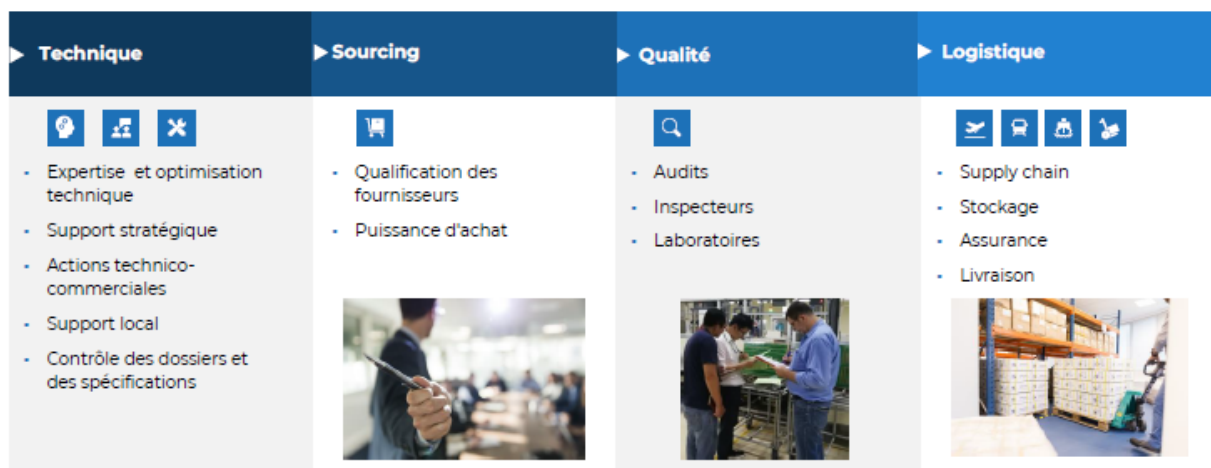 Technique
Expertise et optimisation
technique
Support stratégique
Actions technico-
commerciales
Support local
Contrôle des dossiers et
des spécifications
Sourcing
Qualification des
fournisseurs
Puissance d'achat
Qualité
Audits
Inspecteurs
Laboratoires
Logistique
Supply chain
Stockage
Assurance
Livraison